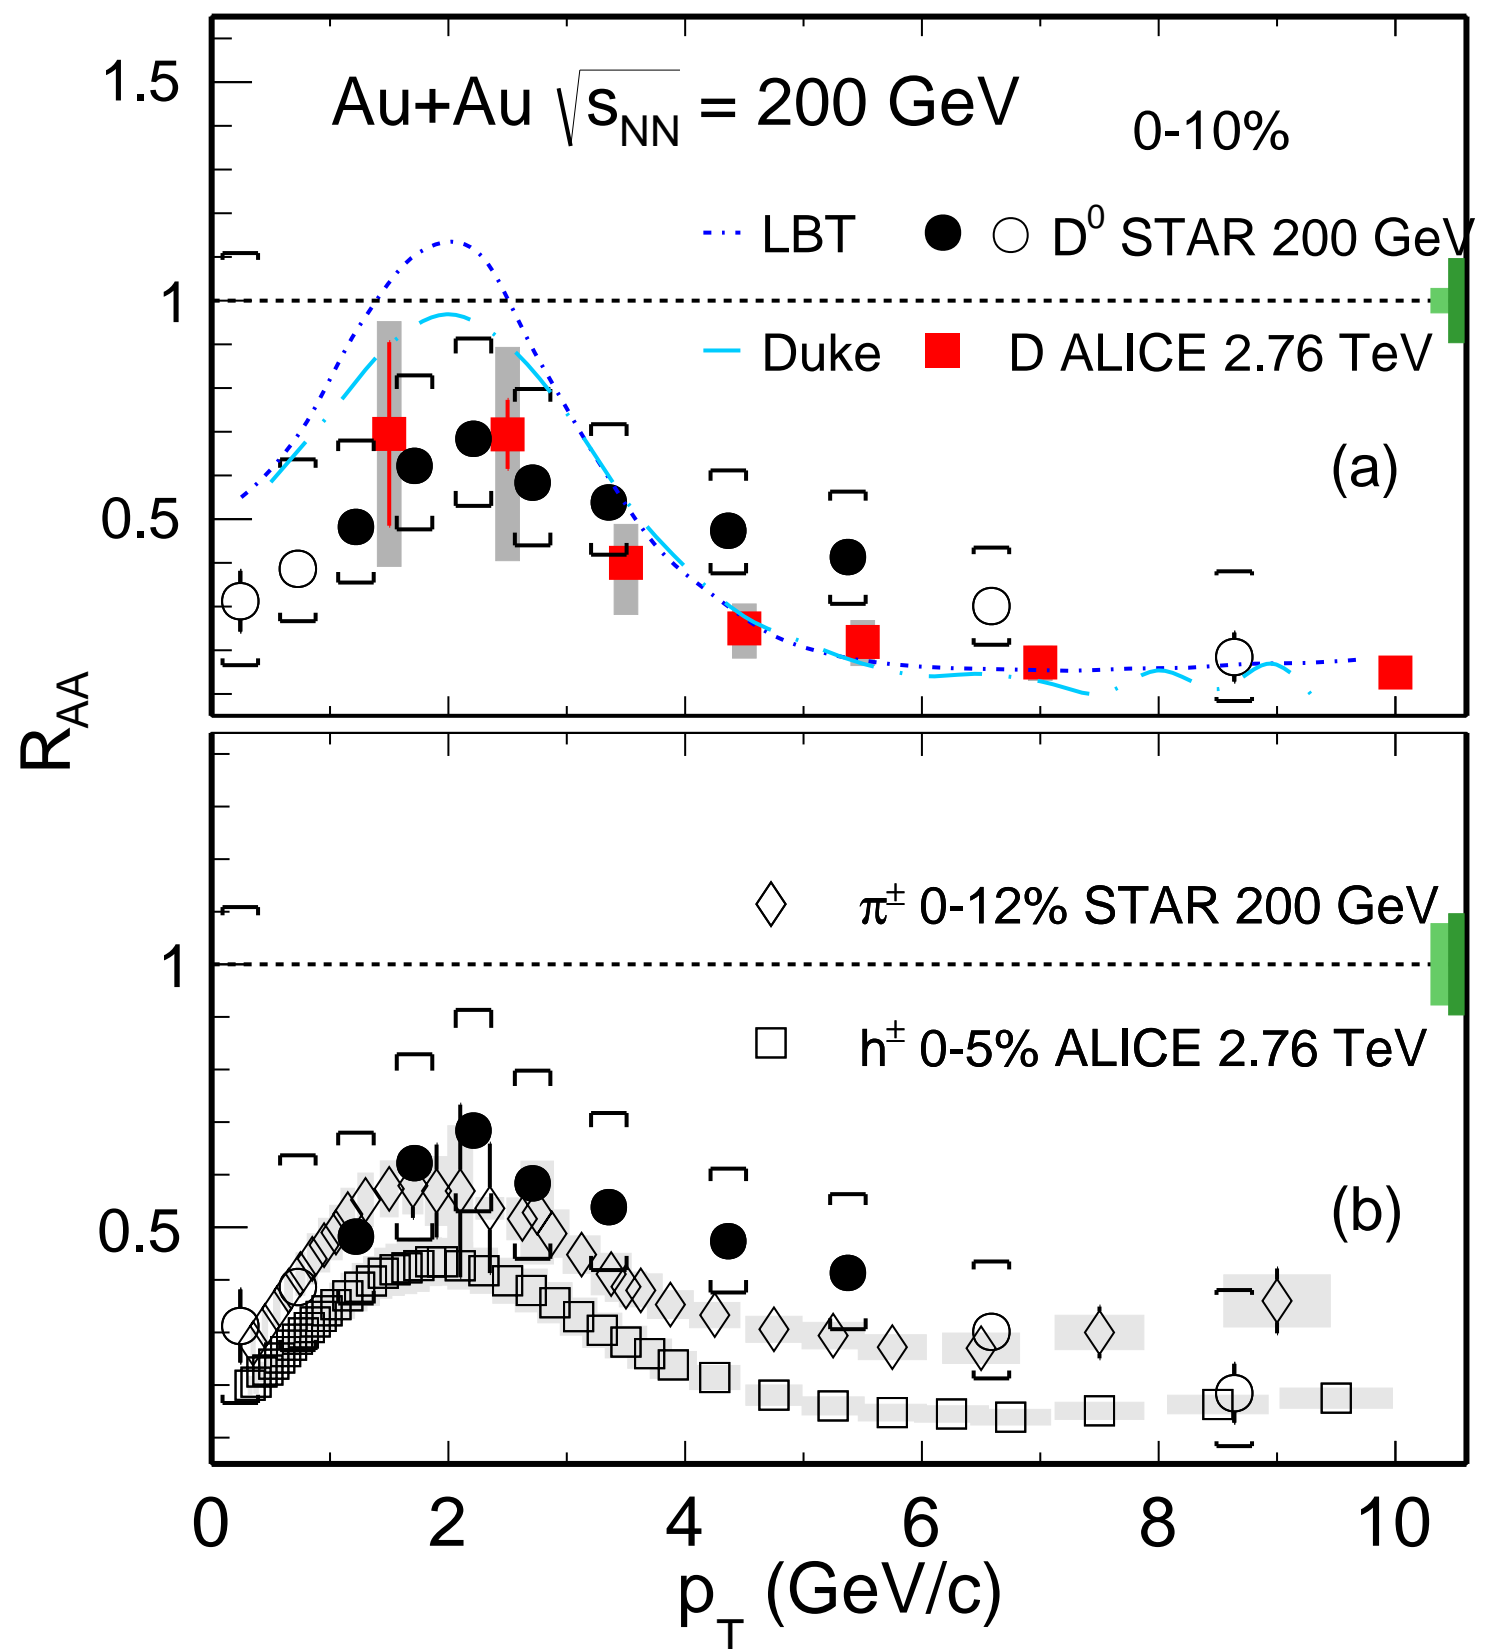 1.5
Au+Au √sNN = 200 GeV
0-10%
LBT
D⁰ STAR 200 GeV
1
Duke
D ALICE 2.76 TeV
(a)
0.5
RAA
π± 0-12% STAR 200 GeV
1
h± 0-5% ALICE 2.76 TeV
(b)
0.5
0 2 4 6 8 10
pT (GeV/c)